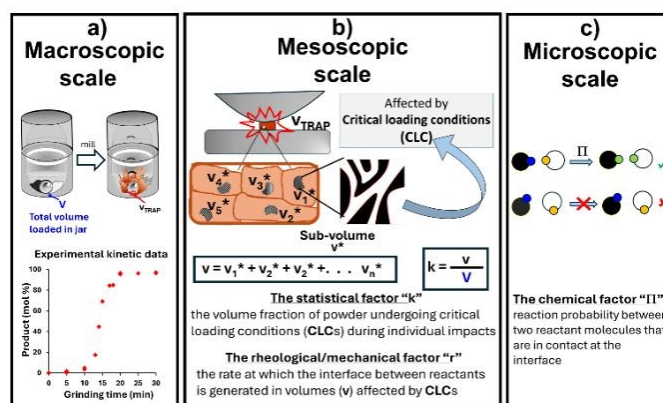 a)
Macroscopic
scale
mill
V
Total volume
loaded in jar
vTRAP
Experimental kinetic data
Product (mol %)
100
80
60
40
20
0
0 5 10 15 20 25 30
Grinding time (min)
b)
Mesoscopic
scale
vTRAP
Affected by
Critical loading conditions
(CLC)
v4* v3* v1*
v5* v2*
Sub-volume
v*
v = v1* + v2* + v2* +. . . vn*
k = v
V
The statistical factor “k”
the volume fraction of powder undergoing critical
loading conditions (CLCs) during individual impacts
The rheological/mechanical factor “r”
the rate at which the interface between reactants
is generated in volumes (v) affected by CLCs
c)
Microscopic
scale
Π
The chemical factor “Π”
reaction probability between
two reactant molecules that
are in contact at the
interface